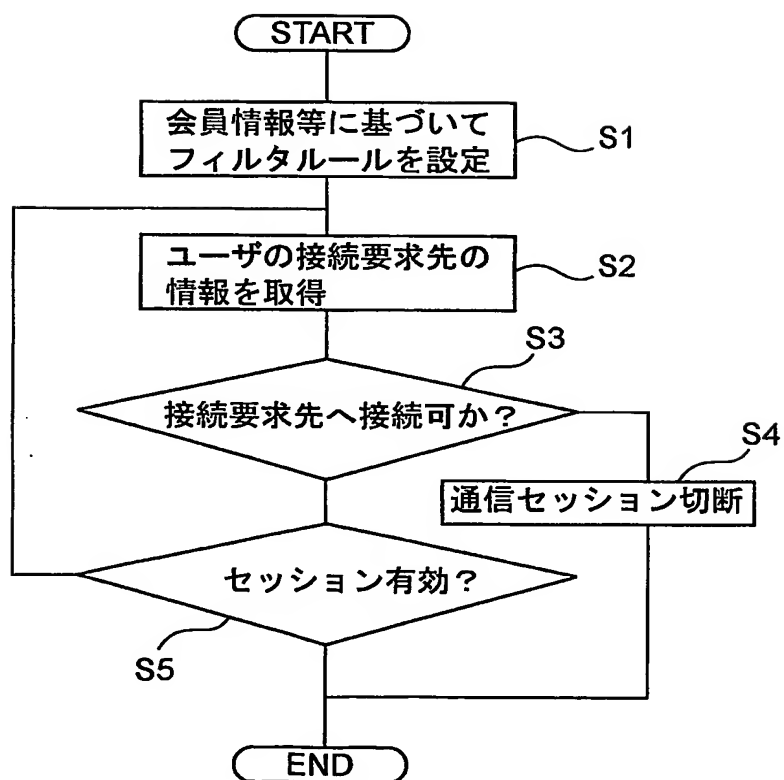 START
会員情報等に基づいて
フィルタルールを設定
S1
ユーザの接続要求先の
情報を取得
S2
S3
接続要求先へ接続可か？
S4
通信セッション切断
セッション有効？
S5
END